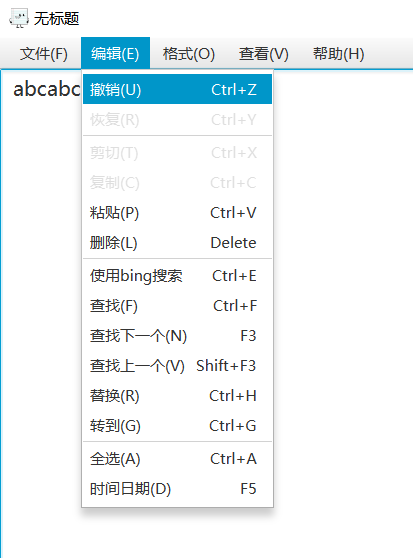 无标题
文件(F) 编辑(E) 格式(O) 查看(V) 帮助(H)
abcabc
撤销(U) Ctrl+Z
恢复(R) Ctrl+Y
剪切(T) Ctrl+X
复制(C) Ctrl+C
粘贴(P) Ctrl+V
删除(L) Delete
使用bing搜索 Ctrl+E
查找(F) Ctrl+F
查找下一个(N) F3
查找上一个(V) Shift+F3
替换(R) Ctrl+H
转到(G) Ctrl+G
全选(A) Ctrl+A
时间日期(D) F5